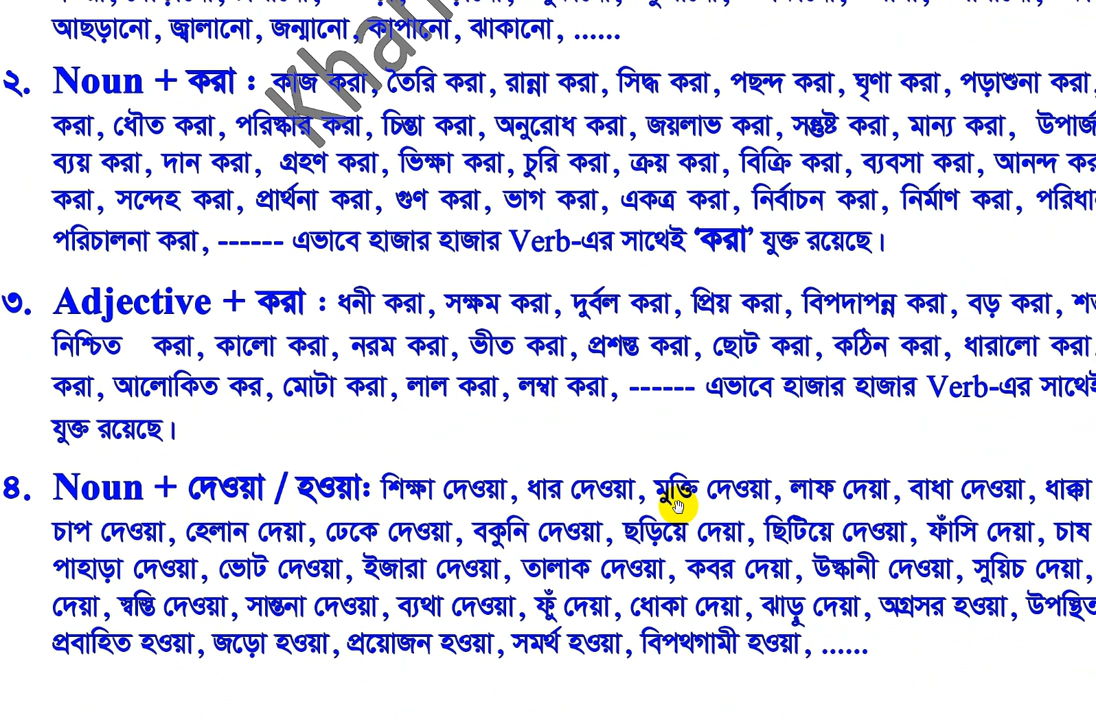 আছড়ানো, জ্বালানো, জন্মানো, কাঁপানো, ঝাকানো, ......
২. Noun + করা : কাজ করা, তৈরি করা, রান্না করা, সিদ্ধ করা, পছন্দ করা, ঘৃণা করা, পড়াশুনা করা,
করা, ধৌত করা, পরিষ্কার করা, চিন্তা করা, অনুরোধ করা, জয়লাভ করা, সন্তুষ্ট করা, মান্য করা, উপার্জ
ব্যয় করা, দান করা, গ্রহণ করা, ভিক্ষা করা, চুরি করা, ক্রয় করা, বিক্রি করা, ব্যবসা করা, আনন্দ কর
করা, সন্দেহ করা, প্রার্থনা করা, গুণ করা, ভাগ করা, একত্র করা, নির্বাচন করা, নির্মাণ করা, পরিধান
পরিচালনা করা, ------ এভাবে হাজার হাজার Verb-এর সাথেই ‘করা’ যুক্ত রয়েছে।
৩. Adjective + করা : ধনী করা, সক্ষম করা, দুর্বল করা, প্রিয় করা, বিপদাপন্ন করা, বড় করা,
নিশ্চিত করা, কালো করা, নরম করা, ভীত করা, প্রশস্ত করা, ছোট করা, কঠিন করা, ধারালো করা,
করা, আলোকিত কর, মোটা করা, লাল করা, লম্বা করা, ------ এভাবে হাজার হাজার Verb-এর সাথেই
যুক্ত রয়েছে।
৪. Noun + দেওয়া / হওয়াঃ শিক্ষা দেওয়া, ধার দেওয়া, মুক্তি দেওয়া, লাফ দেয়া, বাধা দেওয়া, ধাক্কা
চাপ দেওয়া, হেলান দেয়া, ঢেকে দেওয়া, বকুনি দেওয়া, ছড়িয়ে দেয়া, ছিটিয়ে দেওয়া, ফাঁসি দেয়া, চাষ
পাহাড়া দেওয়া, ভোট দেওয়া, ইজারা দেওয়া, তালাক দেওয়া, কবর দেয়া, উস্কানী দেওয়া, সুয়িচ দেয়া,
দেয়া, স্বস্তি দেওয়া, সান্তনা দেওয়া, ব্যথা দেওয়া, ফুঁ দেয়া, ধোকা দেয়া, ঝাড়ু দেয়া, অগ্রসর হওয়া, উপস্থিত
প্রবাহিত হওয়া, জড়ো হওয়া, প্রয়োজন হওয়া, সমর্থ হওয়া, বিপথগামী হওয়া, ......